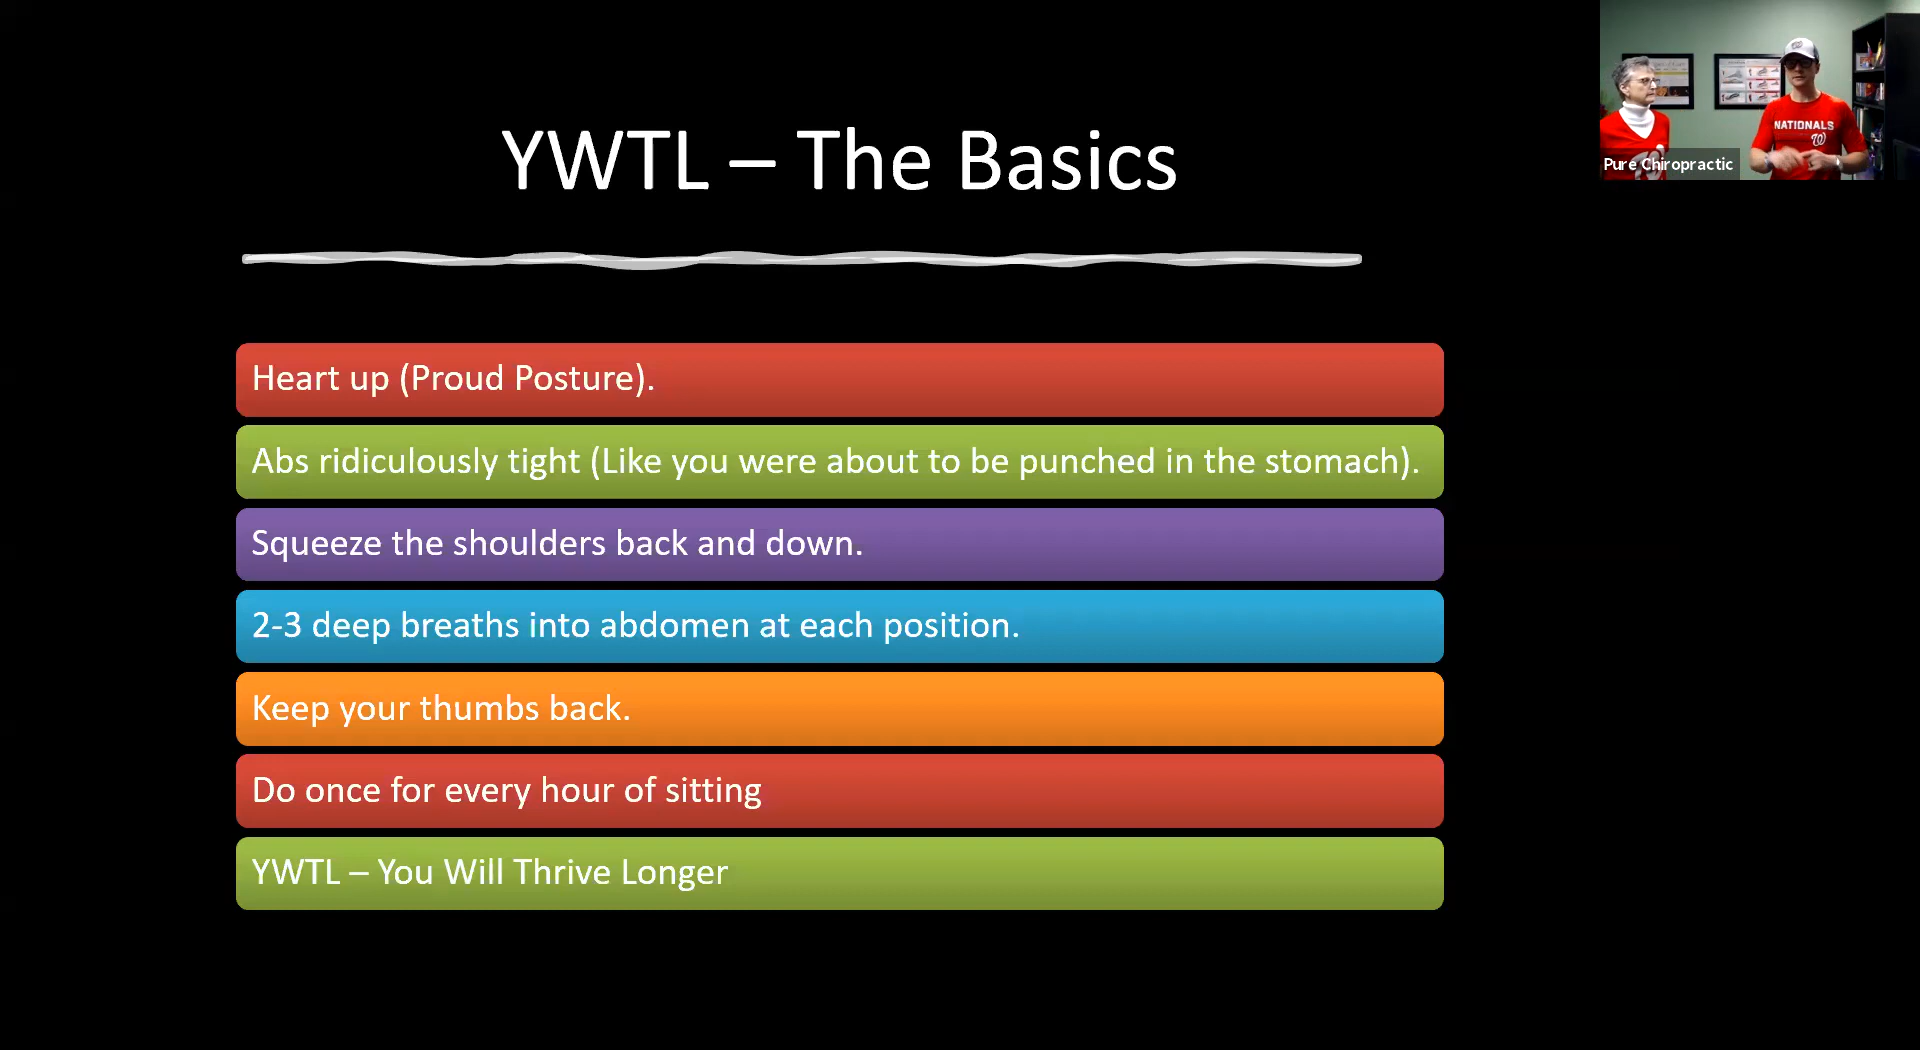 YWTL – The Basics
Heart up (Proud Posture).
Abs ridiculously tight (Like you were about to be punched in the stomach).
Squeeze the shoulders back and down.
2-3 deep breaths into abdomen at each position.
Keep your thumbs back.
Do once for every hour of sitting
YWTL – You Will Thrive Longer
NATIONALS
W
Pure Chiropractic